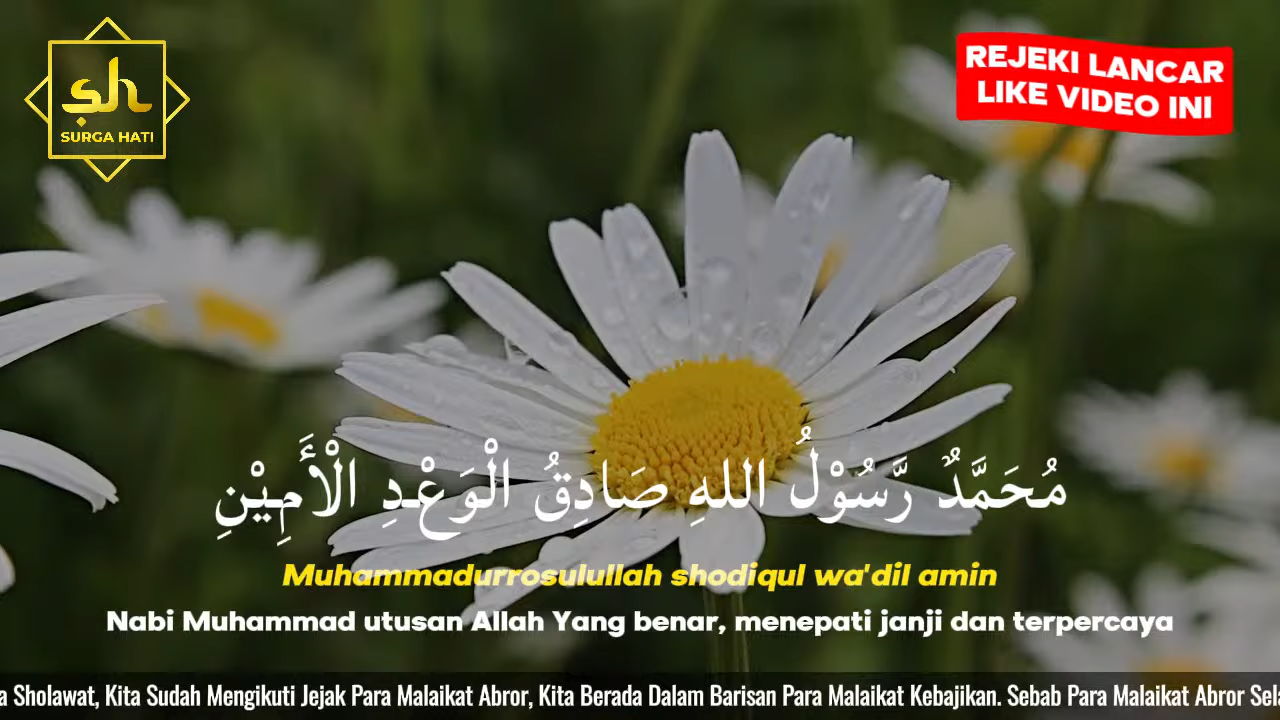 sh
SURGA HATI
REJEKI LANCAR
LIKE VIDEO INI
مُحَمَّدٌ رَّسُوْلُ اللهِ صَادِقُ الْوَعْدِ الْأَمِيْنِ
Muhammadurrosulullah shodiqul wa'dil amin
Nabi Muhammad utusan Allah Yang benar, menepati janji dan terpercaya
a Sholawat, Kita Sudah Mengikuti Jejak Para Malaikat Abror, Kita Berada Dalam Barisan Para Malaikat Kebajikan. Sebab Para Malaikat Abror Sela